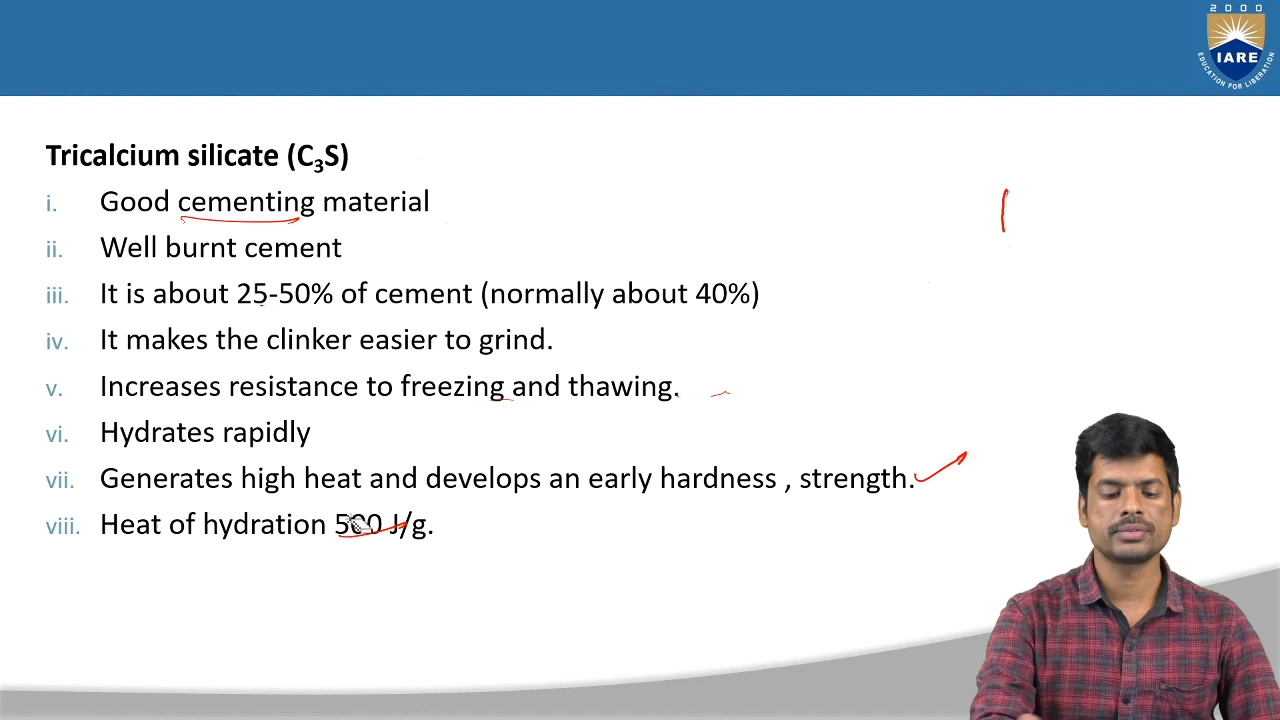 2000
IARE
EDUCATION FOR LIBERATION
Tricalcium silicate (C₃S)
i. Good cementing material
ii. Well burnt cement
iii. It is about 25-50% of cement (normally about 40%)
iv. It makes the clinker easier to grind.
v. Increases resistance to freezing and thawing.
vi. Hydrates rapidly
vii. Generates high heat and develops an early hardness , strength.
viii. Heat of hydration 500 J/g.